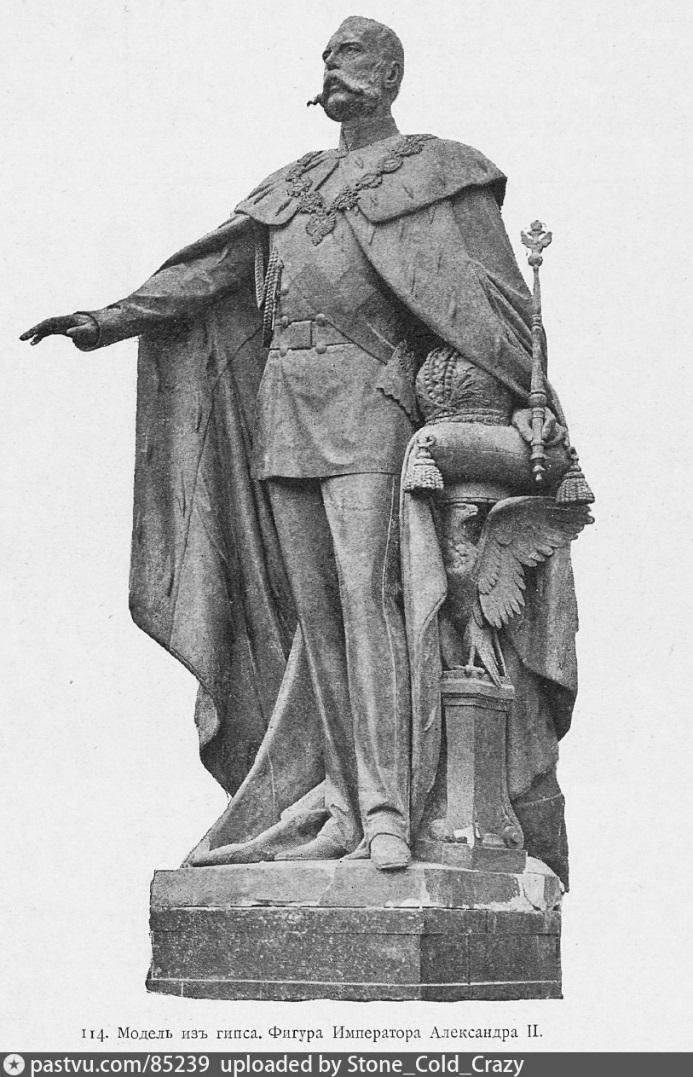 114. Модель изъ гипса. Фигура Императора Александра II.
pastvu.com/85239 uploaded by Stone_Cold_Crazy